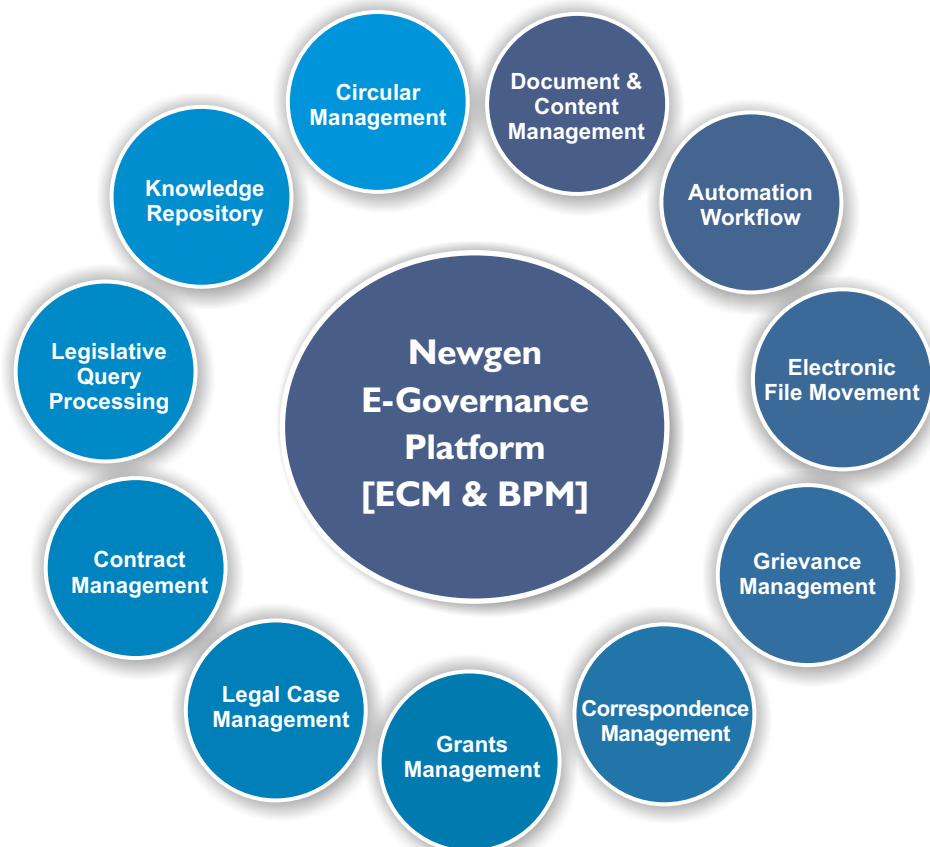 Circular
Management
Document &
Content
Management
Automation
Workflow
Electronic
File Movement
Grievance
Management
Correspondence
Management
Grants
Management
Legal Case
Management
Contract
Management
Legislative
Query
Processing
Knowledge
Repository
Newgen
E-Governance
Platform
[ECM & BPM]